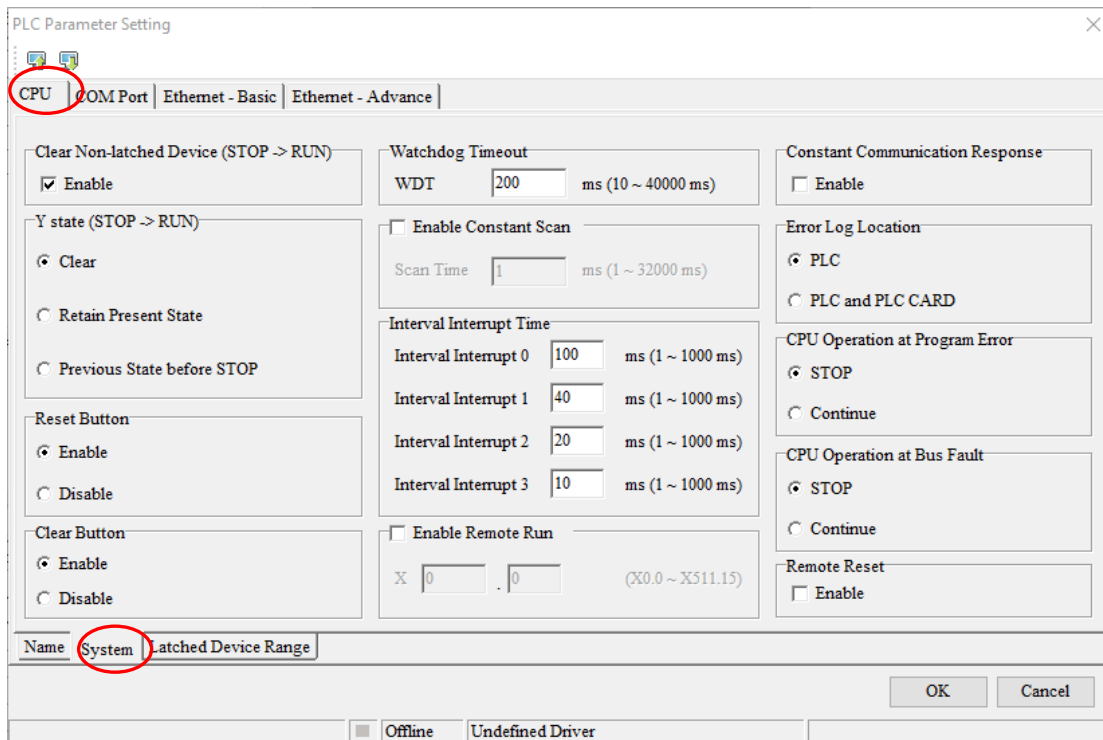 PLC Parameter Setting
CPU COM Port Ethernet - Basic Ethernet - Advance
Clear Non-latched Device (STOP -> RUN)
Enable
Y state (STOP -> RUN)
Clear
Retain Present State
Previous State before STOP
Reset Button
Enable
Disable
Clear Button
Enable
Disable
Watchdog Timeout
WDT 200 ms (10 ~ 40000 ms)
Enable Constant Scan
Scan Time 1 ms (1 ~ 32000 ms)
Interval Interrupt Time
Interval Interrupt 0 100 ms (1 ~ 1000 ms)
Interval Interrupt 1 40 ms (1 ~ 1000 ms)
Interval Interrupt 2 20 ms (1 ~ 1000 ms)
Interval Interrupt 3 10 ms (1 ~ 1000 ms)
Enable Remote Run
X 0 . 0 (X0.0 ~ X511.15)
Constant Communication Response
Enable
Error Log Location
PLC
PLC and PLC CARD
CPU Operation at Program Error
STOP
Continue
CPU Operation at Bus Fault
STOP
Continue
Remote Reset
Enable
Name System Latched Device Range
OK Cancel
Offline Undefined Driver